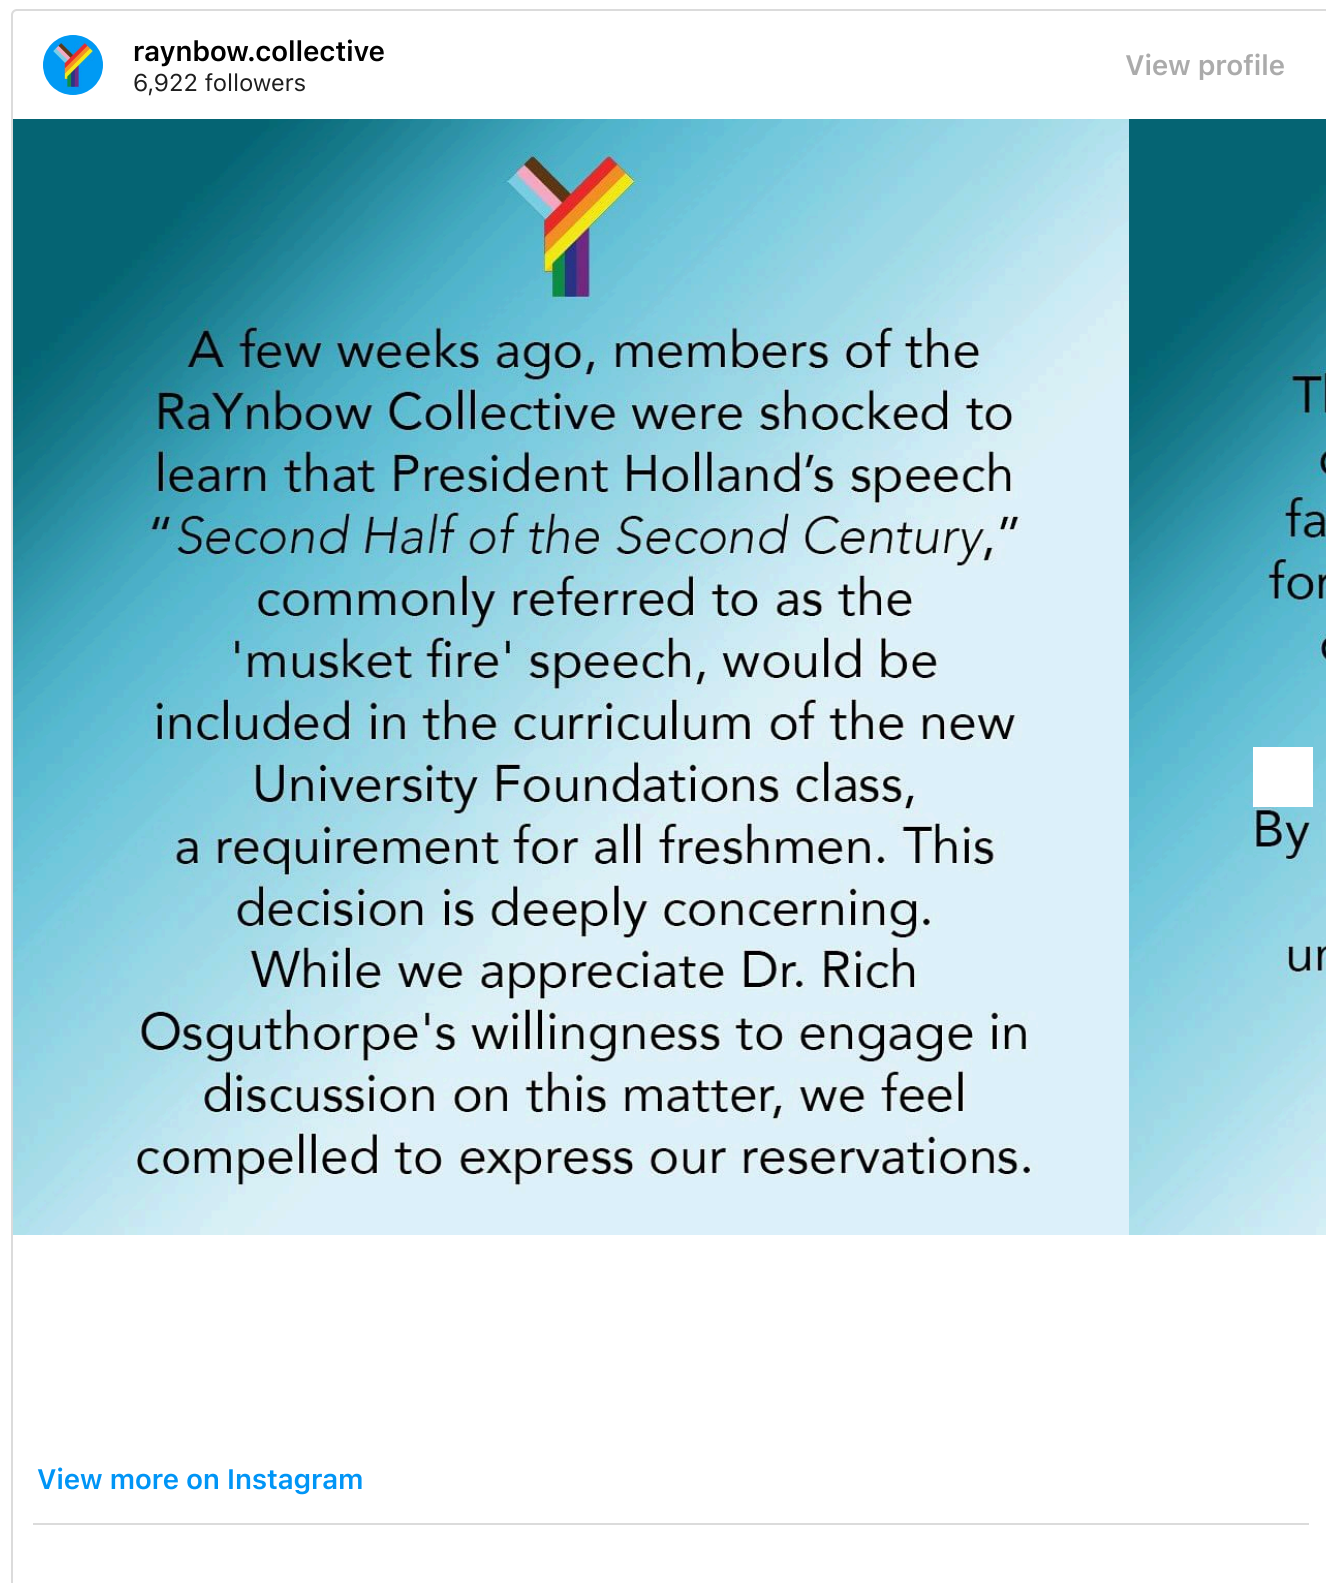 raynbow.collective
6,922 followers
View profile
A few weeks ago, members of the
RaYnbow Collective were shocked to
learn that President Holland’s speech
“Second Half of the Second Century,”
commonly referred to as the
'musket fire' speech, would be
included in the curriculum of the new
University Foundations class,
a requirement for all freshmen. This
decision is deeply concerning.
While we appreciate Dr. Rich
Osguthorpe's willingness to engage in
discussion on this matter, we feel
compelled to express our reservations.
By
View more on Instagram